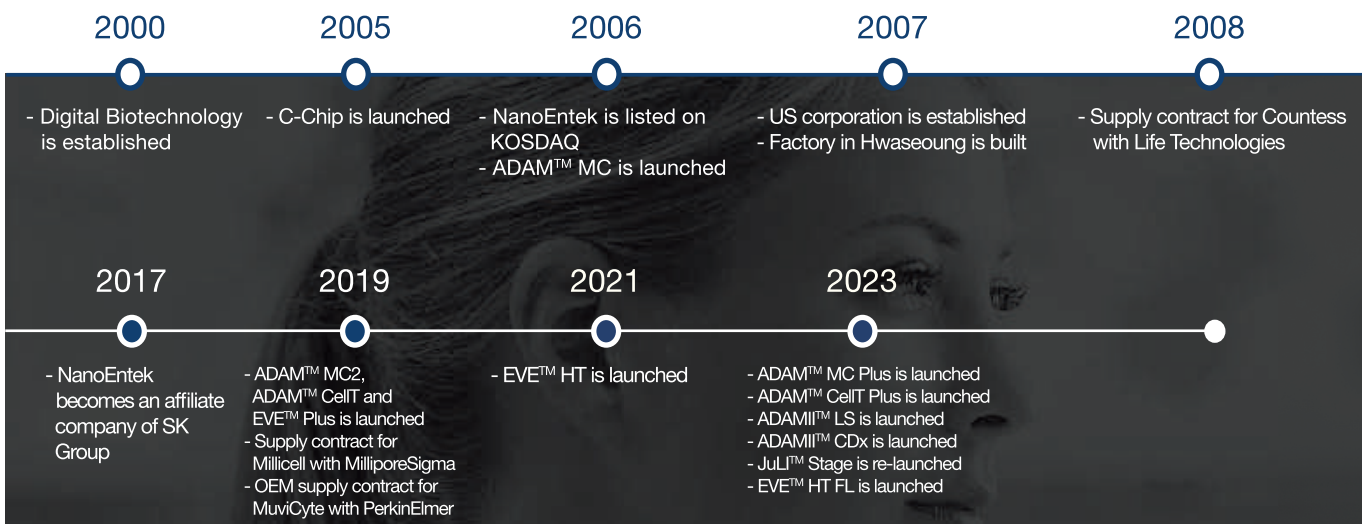 2000
- Digital Biotechnology
is established
2005
- C-Chip is launched
2006
- NanoEntek is listed on
KOSDAQ
- ADAM™ MC is launched
2007
- US corporation is established
- Factory in Hwaseoung is built
2008
- Supply contract for Countess
with Life Technologies
2017
- NanoEntek
becomes an affiliate
company of SK
Group
2019
- ADAM™ MC2,
ADAM™ CellT and
EVE™ Plus is launched
- Supply contract for
Millicell with MilliporeSigma
- OEM supply contract for
MuviCyte with PerkinElmer
2021
- EVE™ HT is launched
2023
- ADAM™ MC Plus is launched
- ADAM™ CellT Plus is launched
- ADAMII™ LS is launched
- ADAMII™ CDx is launched
- JuLI™ Stage is re-launched
- EVE™ HT FL is launched